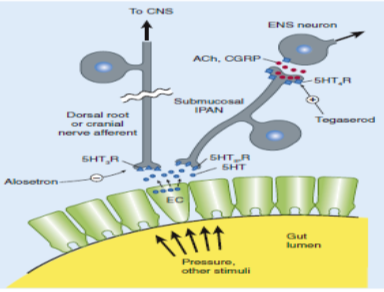 To CNS
ENS neuron
ACh, CGRP
5HT₄R
Tegaserod
Submucosal
IPAN
Dorsal root
or cranial
nerve afferent
5HT₃R
5HT₁ₚR
5HT
Alosetron
EC
Gut
lumen
Pressure,
other stimuli